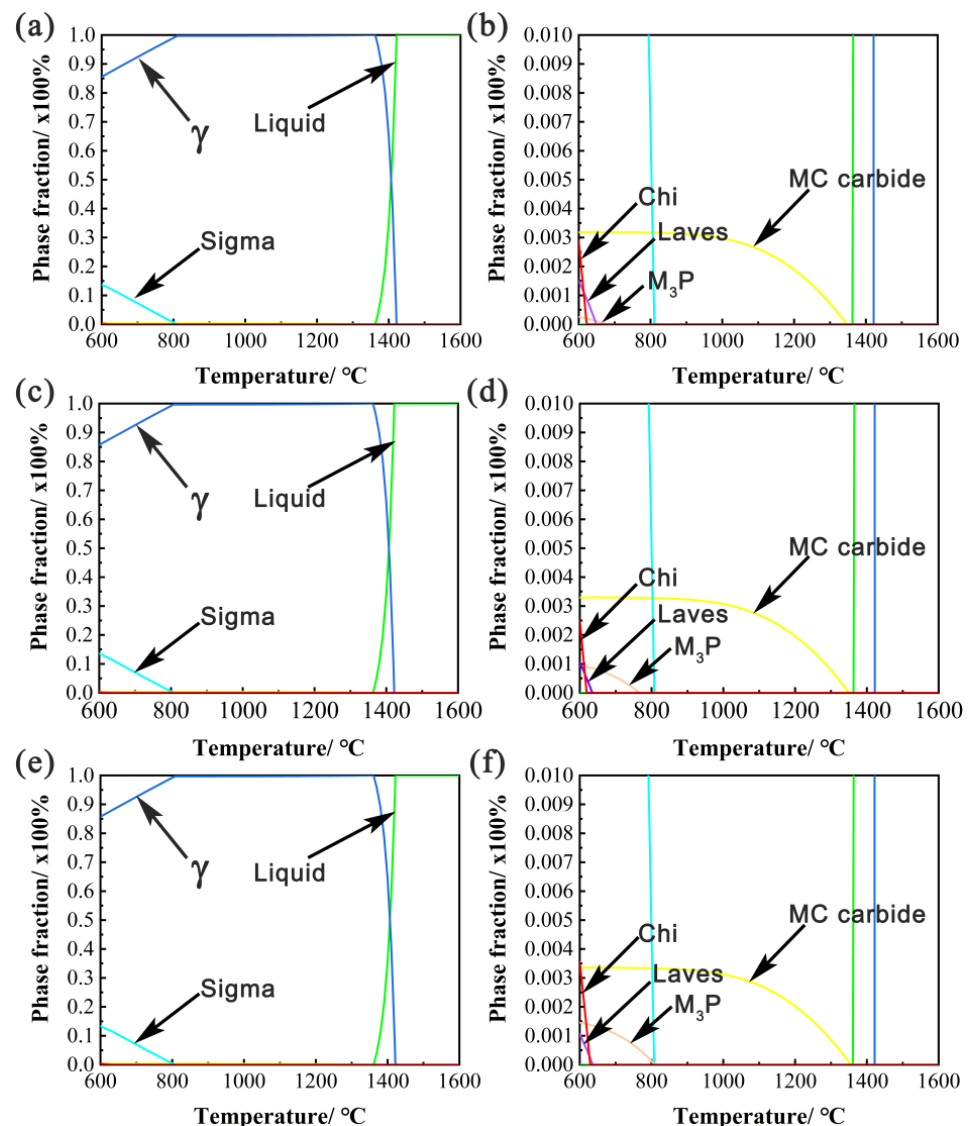 (a)
Phase fraction/ x100%
1.0
0.9
0.8
0.7
0.6
0.5
0.4
0.3
0.2
0.1
0.0
γ
Liquid
Sigma
600 800 1000 1200 1400 1600
Temperature/ °C
(b)
Phase fraction/ x100%
0.010
0.009
0.008
0.007
0.006
0.005
0.004
0.003
0.002
0.001
0.000
MC carbide
Chi
Laves
M₃P
600 800 1000 1200 1400 1600
Temperature/ °C
(c)
Phase fraction/ x100%
1.0
0.9
0.8
0.7
0.6
0.5
0.4
0.3
0.2
0.1
0.0
γ
Liquid
Sigma
600 800 1000 1200 1400 1600
Temperature/ °C
(d)
Phase fraction/ x100%
0.010
0.009
0.008
0.007
0.006
0.005
0.004
0.003
0.002
0.001
0.000
MC carbide
Chi
Laves
M₃P
600 800 1000 1200 1400 1600
Temperature/ °C
(e)
Phase fraction/ x100%
1.0
0.9
0.8
0.7
0.6
0.5
0.4
0.3
0.2
0.1
0.0
γ
Liquid
Sigma
600 800 1000 1200 1400 1600
Temperature/ °C
(f)
Phase fraction/ x100%
0.010
0.009
0.008
0.007
0.006
0.005
0.004
0.003
0.002
0.001
0.000
MC carbide
Chi
Laves
M₃P
600 800 1000 1200 1400 1600
Temperature/ °C